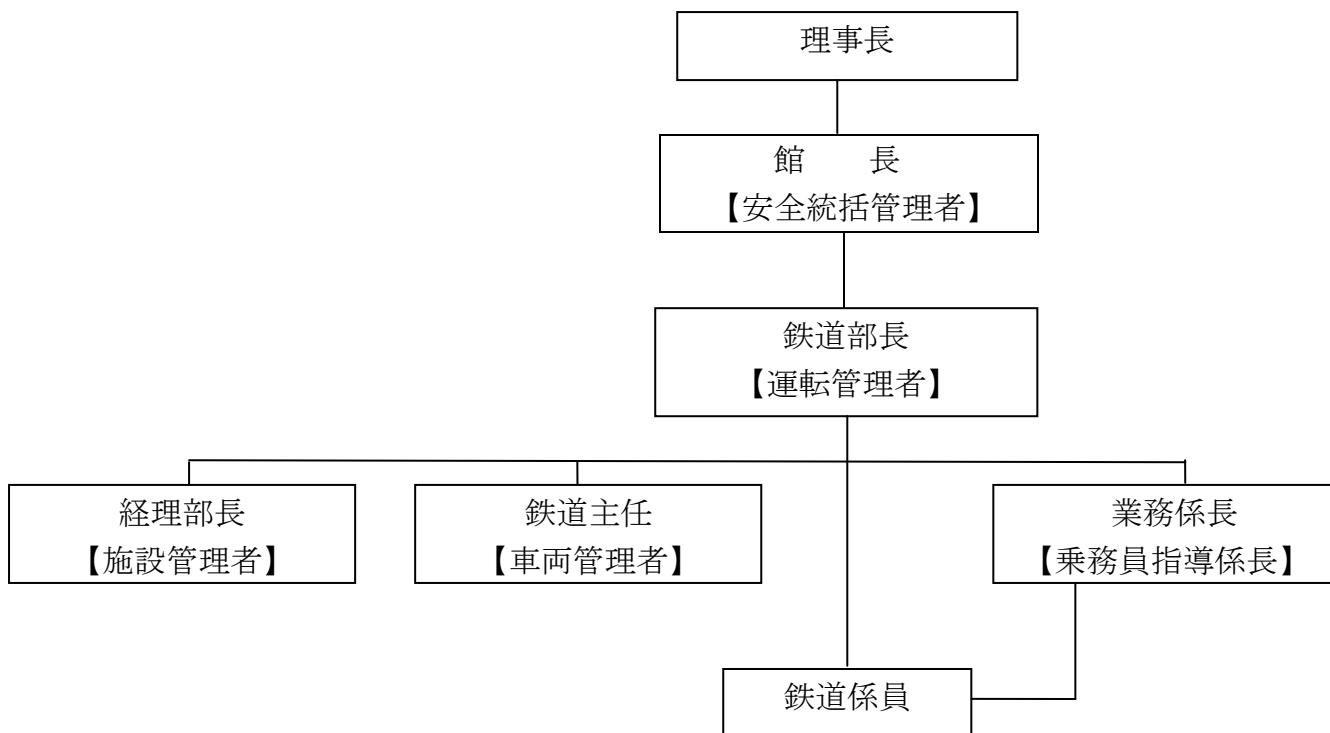 理事長
館　　長
【安全統括管理者】
鉄道部長
【運転管理者】
経理部長
【施設管理者】
鉄道主任
【車両管理者】
業務係長
【乗務員指導係長】
鉄道係員